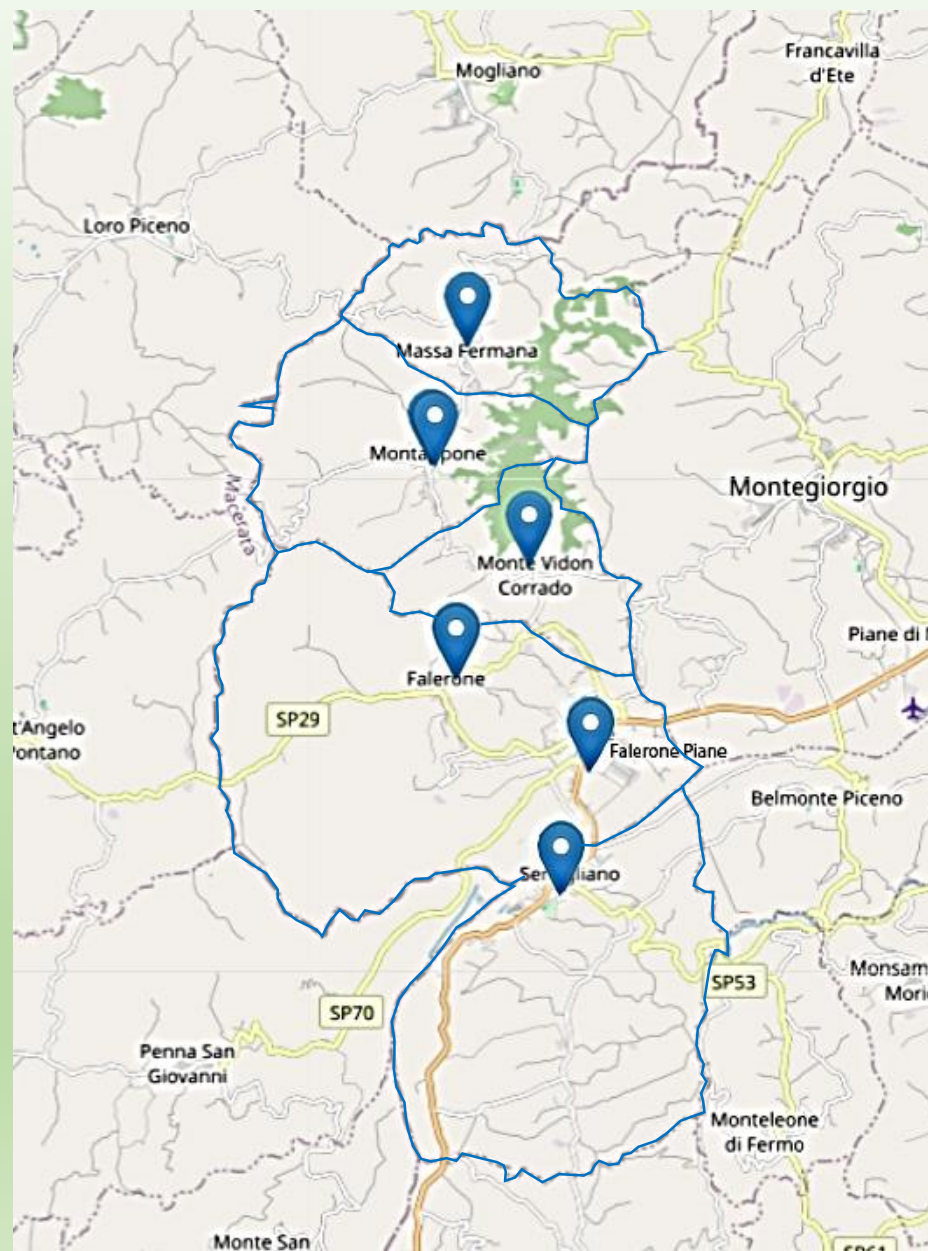 Francavilla
d'Ete
Mogliano
Loro Piceno
Massa Fermana
Macerata
Montegiorgio
Monte Vidon
Corrado
Piane di
Falerone
SP29
t'Angelo
Pontano
Falerone Piane
Belmonte Piceno
SP53
Monsam
Mori
SP70
Penna San
Giovanni
Monteleone
di Fermo
Monte San